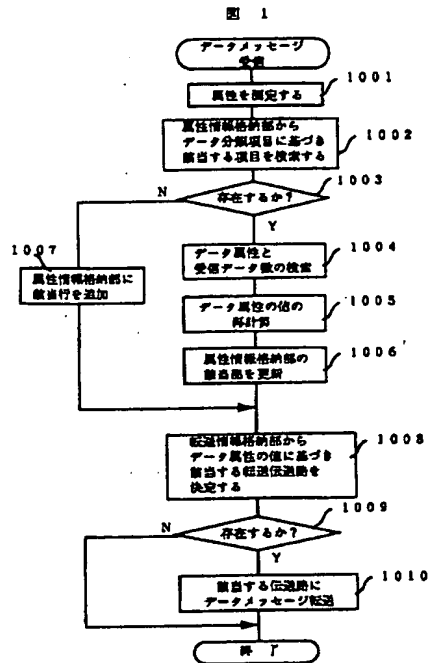 図 1
データメッセージ
受信
1001
属性を測定する
属性情報格納部から
データ分類項目に基づき
該当する項目を検索する
1002
1003
N
存在するか?
Y
1007
属性情報格納部に
該当行を追加
データ属性と
受信データ数の検索
1004
データ属性の値の
再計算
1005
属性情報格納部の
該当部を更新
1006
転送情報格納部から
データ属性の値に基づき
該当する転送伝送路を
決定する
1008
1009
N
存在するか?
Y
該当する伝送路に
データメッセージ転送
1010
終了